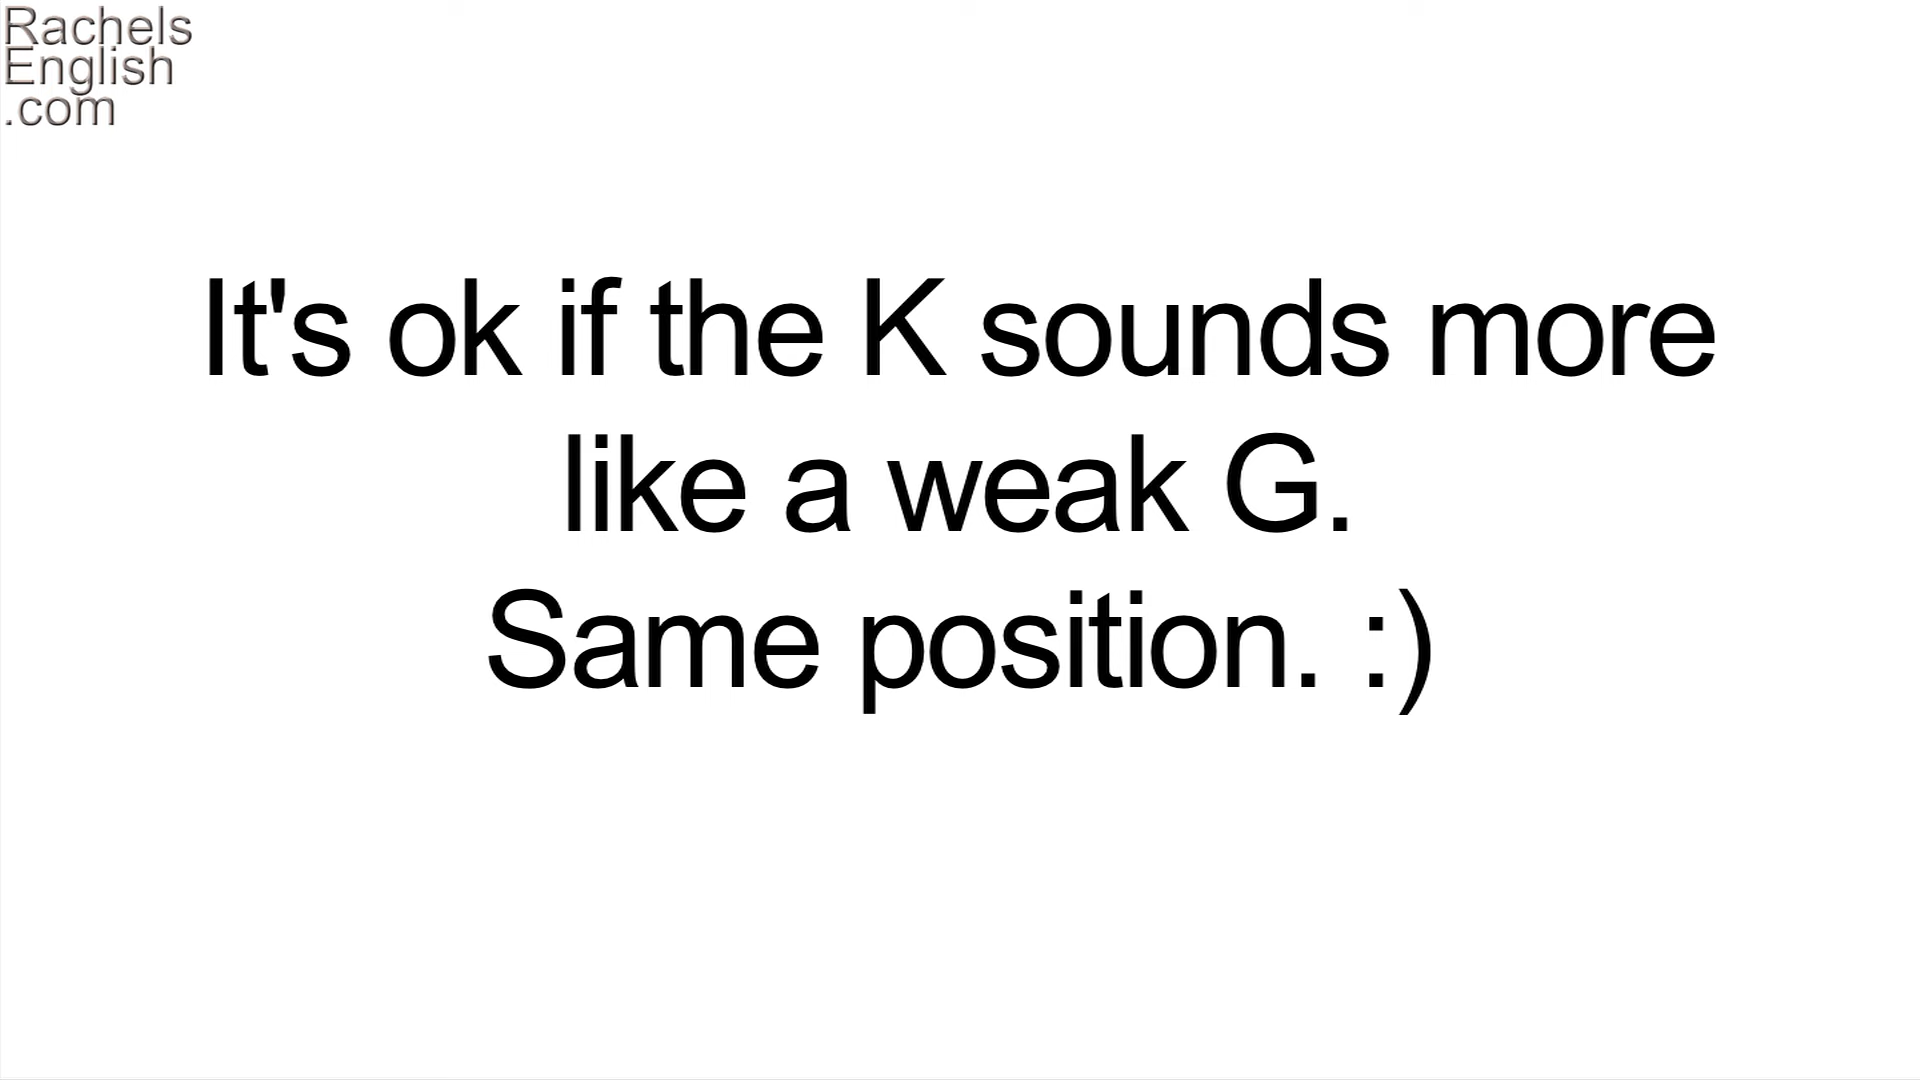 Rachels
English
.com
It's ok if the K sounds more
like a weak G.
Same position. :)